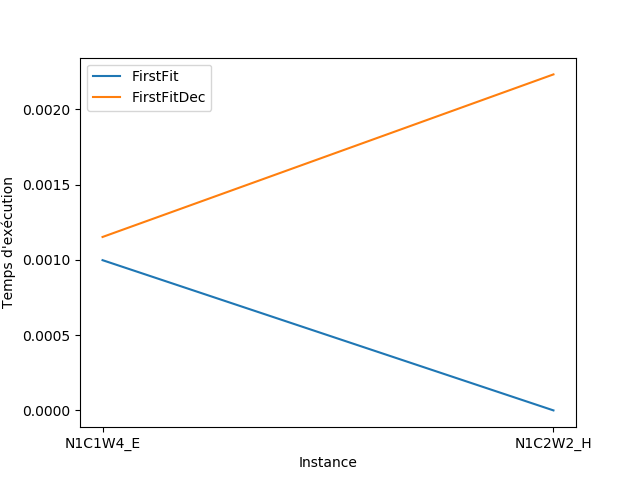 FirstFit
FirstFitDec
0.0020
0.0015
0.0010
0.0005
0.0000
Temps d'exécution
N1C1W4_E
N1C2W2_H
Instance